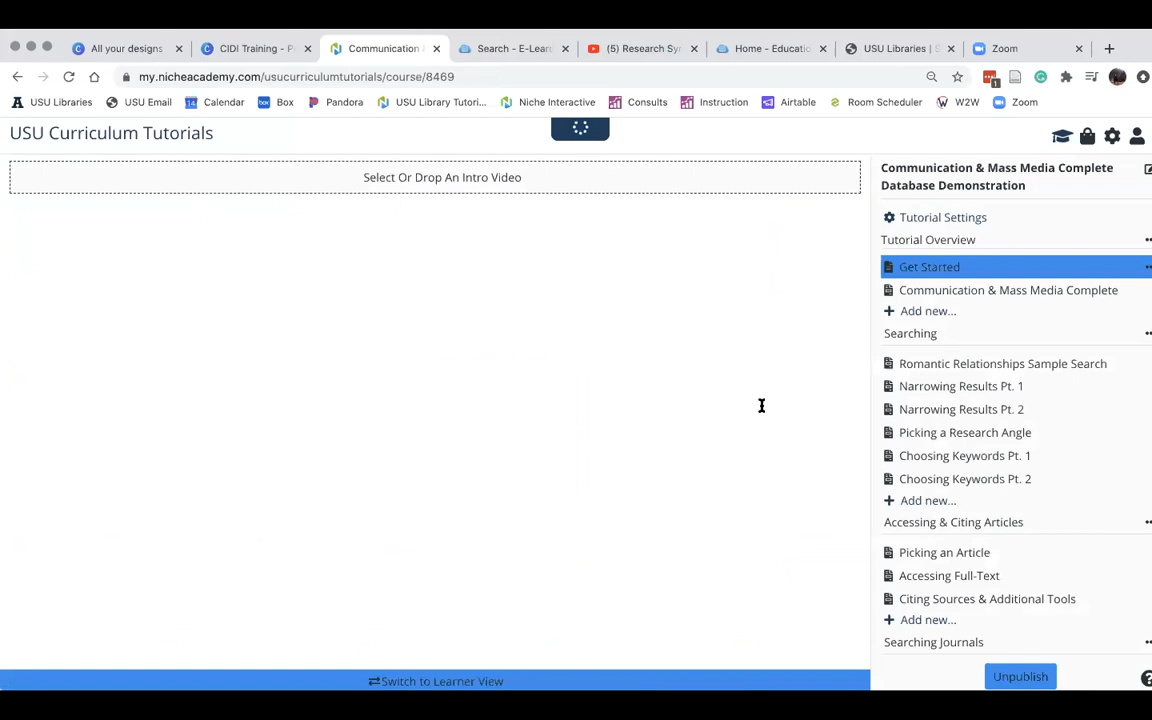 All your designs
CIDI Training - P
Communication
Search - E-Lear
(5) Research Sy
Home - Educatio
USU Libraries | S
Zoom
my.nicheacademy.com/usucurriculumtutorials/course/8469
1
USU Libraries
USU Email
14
Calendar
box
Box
Pandora
USU Library Tutori...
Niche Interactive
Consults
Instruction
Airtable
Room Scheduler
W2W
Zoom
USU Curriculum Tutorials
Select Or Drop An Intro Video
Communication & Mass Media Complete
Database Demonstration
Tutorial Settings
Tutorial Overview
Get Started
Communication & Mass Media Complete
Add new...
Searching
Romantic Relationships Sample Search
Narrowing Results Pt. 1
Narrowing Results Pt. 2
Picking a Research Angle
Choosing Keywords Pt. 1
Choosing Keywords Pt. 2
Add new...
Accessing & Citing Articles
Picking an Article
Accessing Full-Text
Citing Sources & Additional Tools
Add new...
Searching Journals
Unpublish
Switch to Learner View